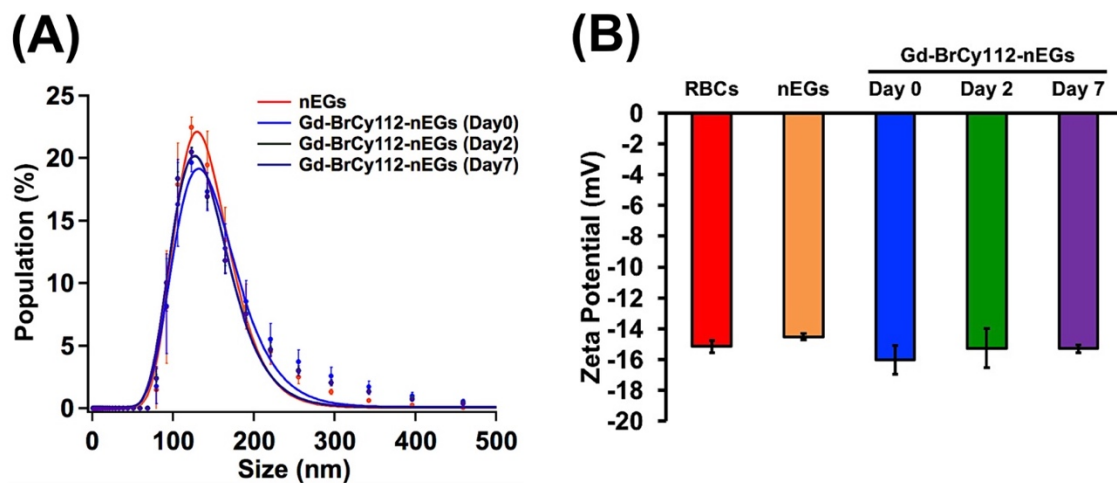 (A)
25
20
15
10
5
0
Population (%)
0 100 200 300 400 500
Size (nm)
nEGs
Gd-BrCy112-nEGs (Day0)
Gd-BrCy112-nEGs (Day2)
Gd-BrCy112-nEGs (Day7)
(B)
Gd-BrCy112-nEGs
RBCs nEGs Day 0 Day 2 Day 7
0
-2
-4
-6
-8
-10
-12
-14
-16
-18
-20
Zeta Potential (mV)